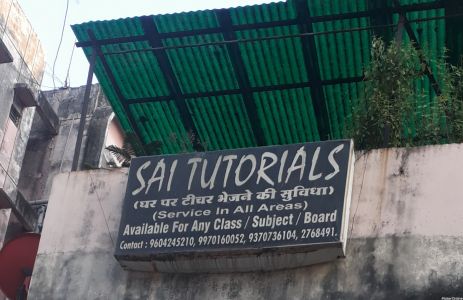 SAI TUTORIALS
(घर पर टीचर भेजने की सुविधा)
(Service In All Areas)
Available For Any Class / Subject / Board
Contact : 9604245210, 9970160052, 9370736104, 2768491.